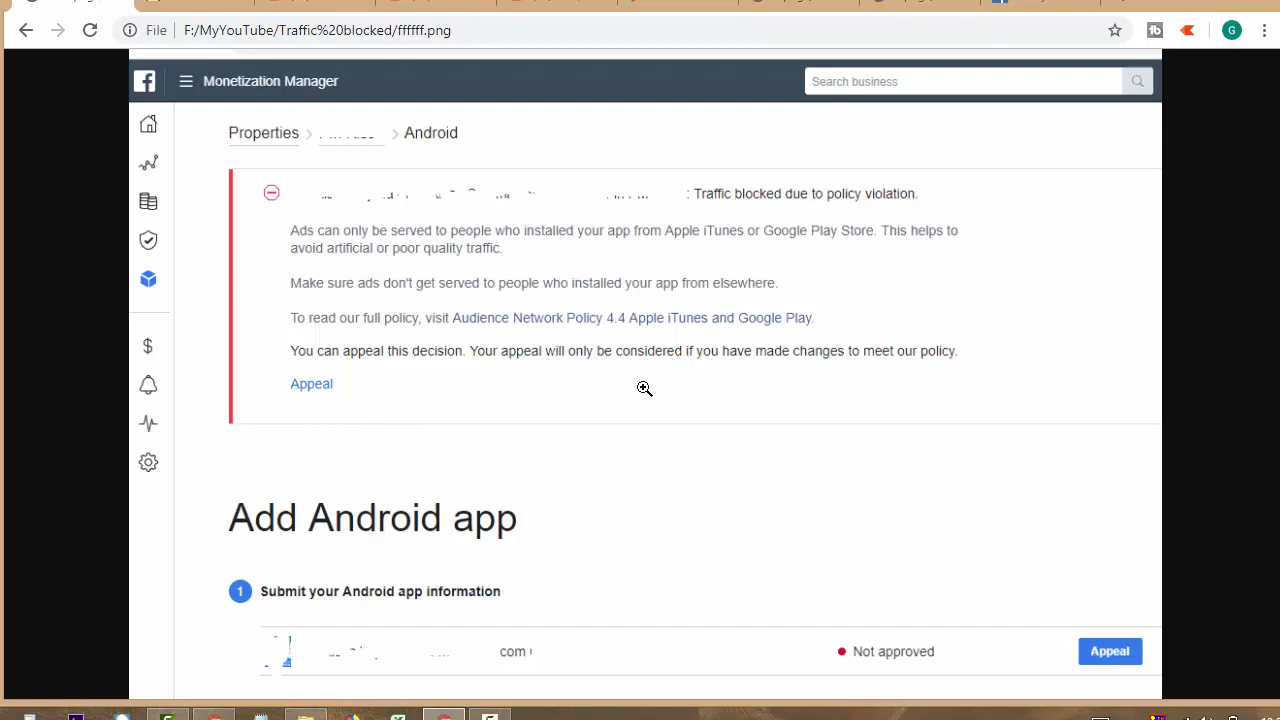 File F:/MyYouTube/Traffic%20blocked/ffffff.png
G
Monetization Manager
Search business
Properties > > Android
: Traffic blocked due to policy violation.
Ads can only be served to people who installed your app from Apple iTunes or Google Play Store. This helps to
avoid artificial or poor quality traffic.
Make sure ads don't get served to people who installed your app from elsewhere.
To read our full policy, visit Audience Network Policy 4.4 Apple iTunes and Google Play.
You can appeal this decision. Your appeal will only be considered if you have made changes to meet our policy.
Appeal
Add Android app
1 Submit your Android app information
com Not approved Appeal